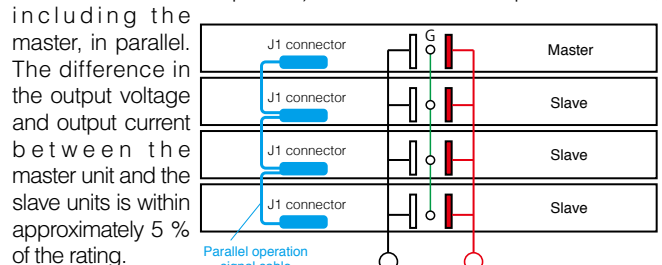 including the
master, in parallel.
The difference in
the output voltage
and output current
between the
master unit and the
slave units is within
approximately 5 %
of the rating.
J1 connector
G
Master
J1 connector
Slave
J1 connector
Slave
J1 connector
Slave
Parallel operation
signal cable